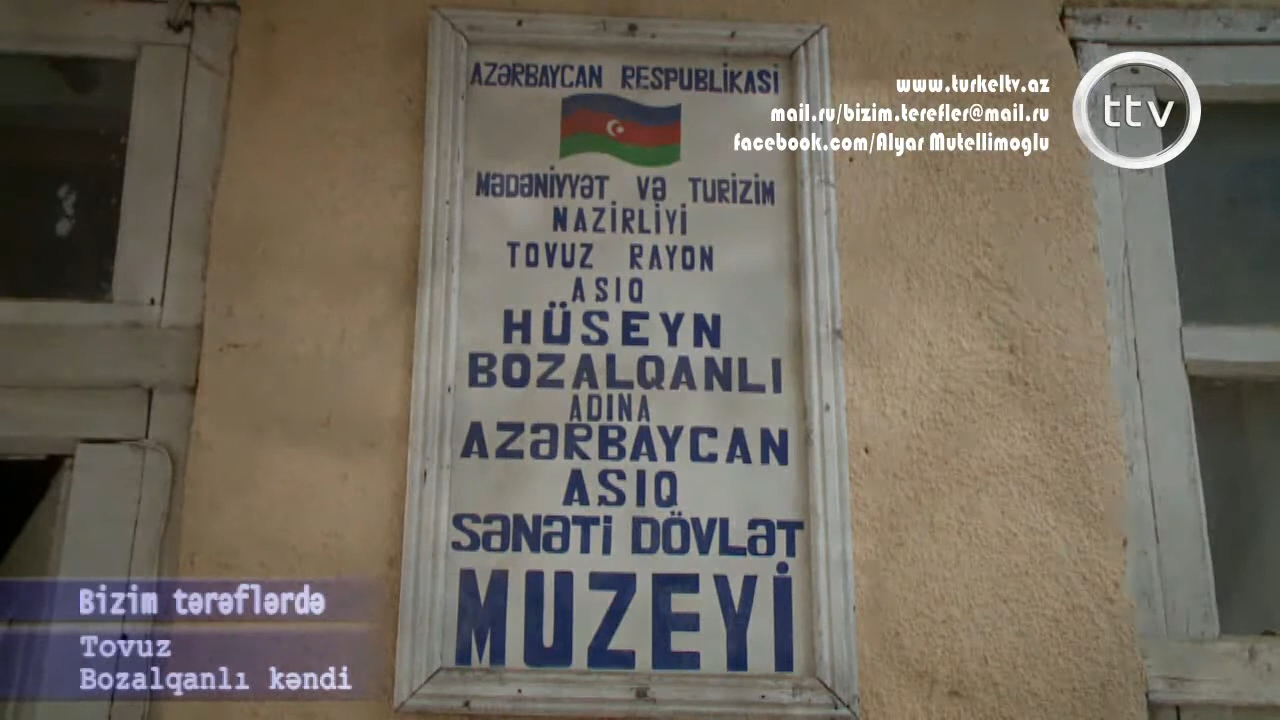 AZƏRBAYCAN RESPUBLİKASİ
MƏDƏNİYYƏT VƏ TURİZİM
NAZİRLİYİ
TOVUZ RAYON
ASIQ
HÜSEYN
BOZALQANLI
ADINA
AZƏRBAYCAN
ASIQ
SƏNƏTİ DÖVLƏT
MUZEYİ
www.turkeltv.az
mail.ru/bizim.terefler@mail.ru
facebook.com/Alyar Mutellimoglu
ttv
Bizim tərəflərdə
Tovuz
Bozalqanlı kəndi